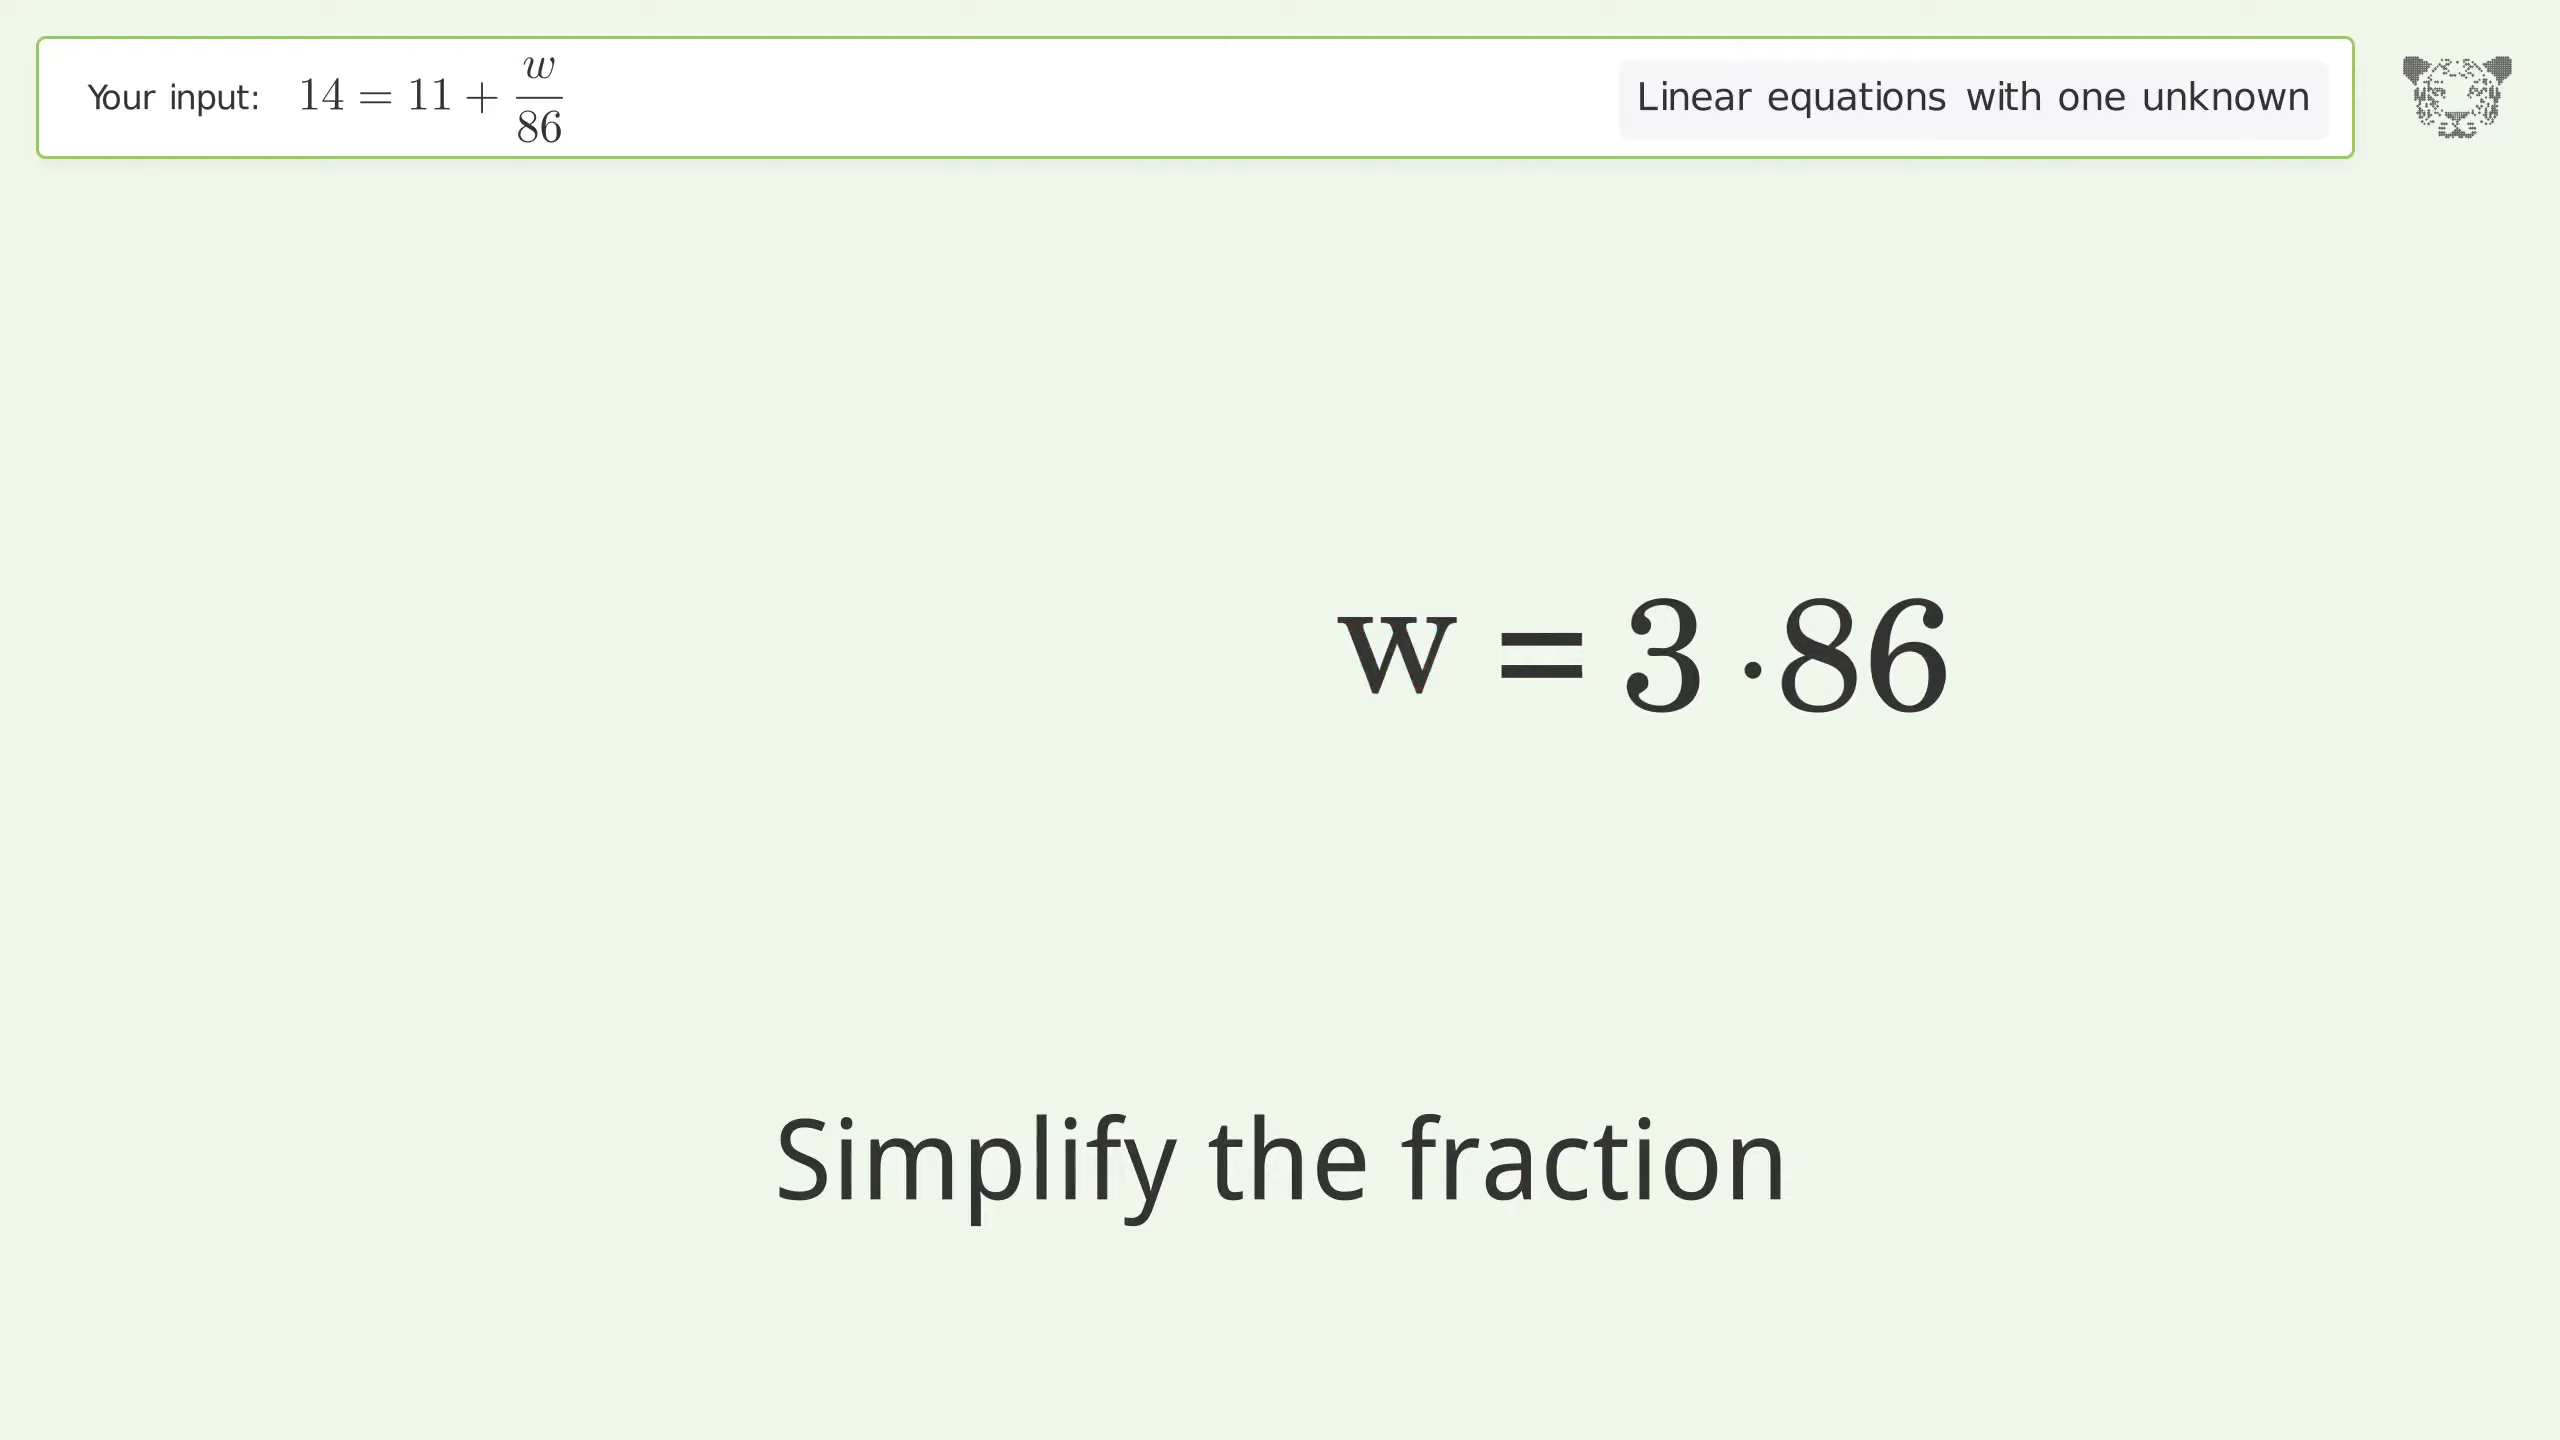 Your input: 14 = 11 + w/86
Linear equations with one unknown
w = 3 · 86
Simplify the fraction